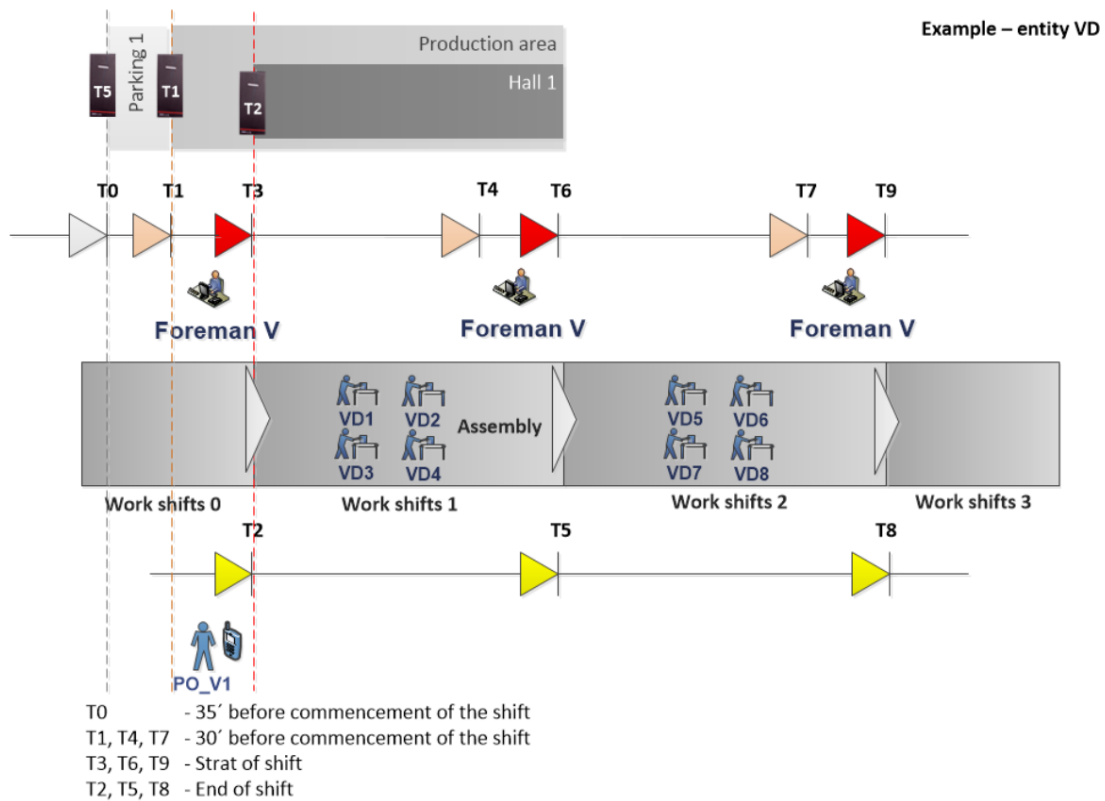 Example – entity VD
Production area
Hall 1
Parking 1
T5
T1
T2
T0
T1
T3
T4
T6
T7
T9
Foreman V
Foreman V
Foreman V
VD1
VD2
VD3
VD4
Assembly
VD5
VD6
VD7
VD8
Work shifts 0
Work shifts 1
Work shifts 2
Work shifts 3
T2
T5
T8
PO_V1
T0 - 35´ before commencement of the shift
T1, T4, T7 - 30´ before commencement of the shift
T3, T6, T9 - Strat of shift
T2, T5, T8 - End of shift